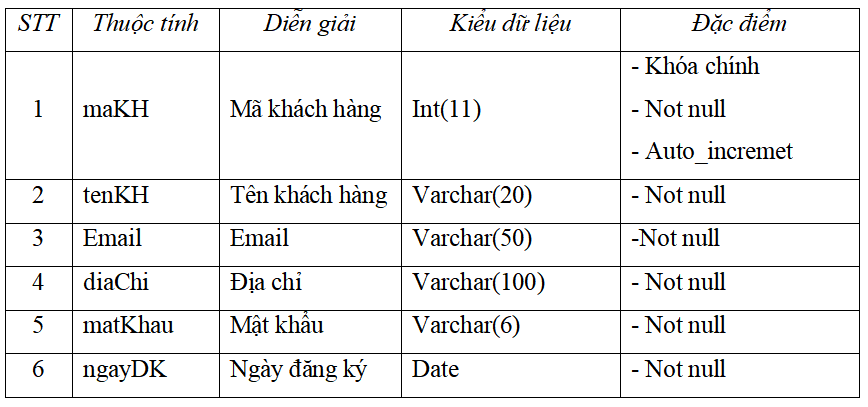 STT Thuộc tính Diễn giải Kiểu dữ liệu Đặc điểm
1 maKH Mã khách hàng Int(11) - Khóa chính
- Not null
- Auto_incremet
2 tenKH Tên khách hàng Varchar(20) - Not null
3 Email Email Varchar(50) -Not null
4 diaChi Địa chỉ Varchar(100) - Not null
5 matKhau Mật khẩu Varchar(6) - Not null
6 ngayDK Ngày đăng ký Date - Not null